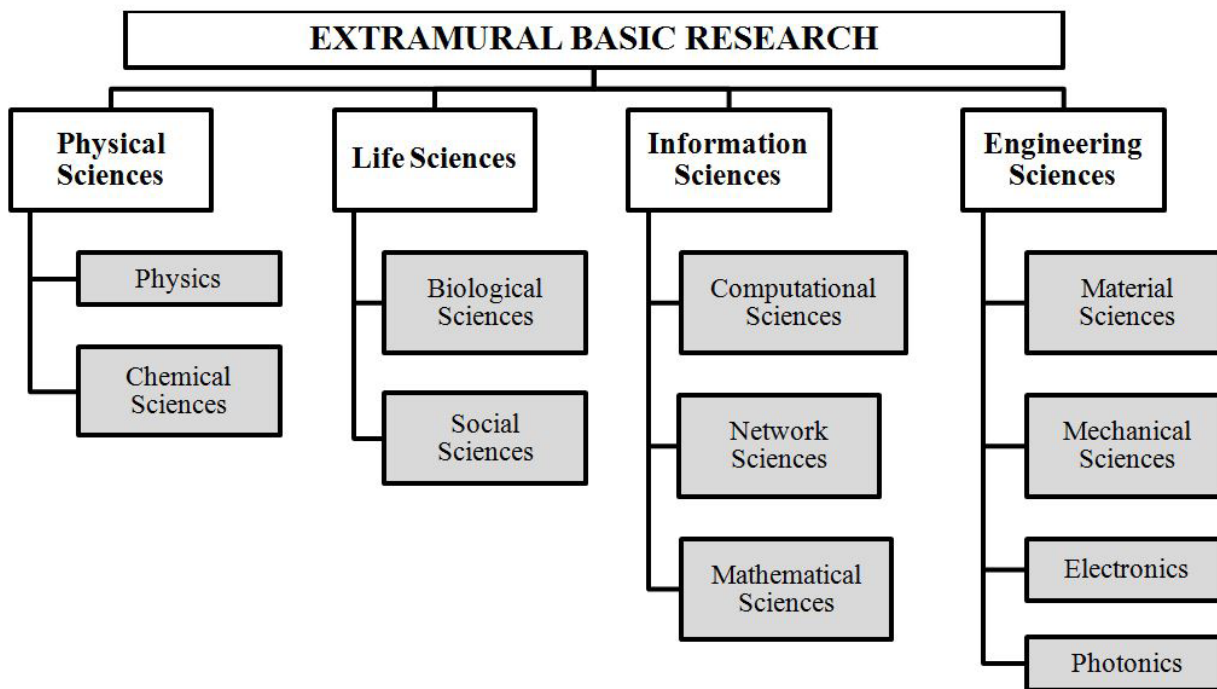 EXTRAMURAL BASIC RESEARCH
Physical
Sciences
Physics
Chemical
Sciences
Life Sciences
Biological
Sciences
Social
Sciences
Information
Sciences
Computational
Sciences
Network
Sciences
Mathematical
Sciences
Engineering
Sciences
Material
Sciences
Mechanical
Sciences
Electronics
Photonics